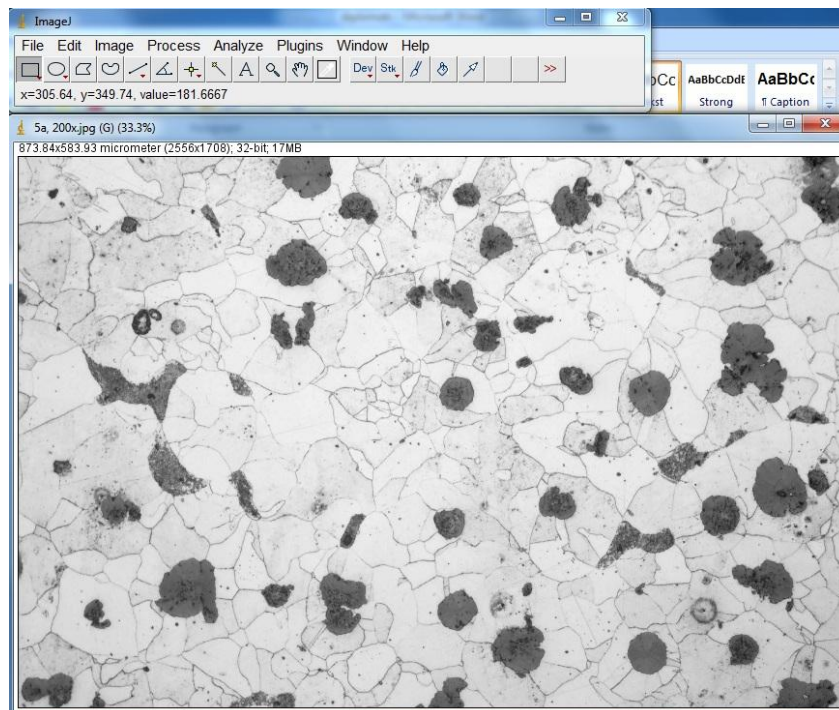 ImageJ
File Edit Image Process Analyze Plugins Window Help
A Dev Stk >>
x=305.64, y=349.74, value=181.6667
AaBbCcDdE AaBbCc
Strong ¶ Caption
5a, 200x.jpg (G) (33.3%)
873.84x583.93 micrometer (2556x1708); 32-bit; 17MB